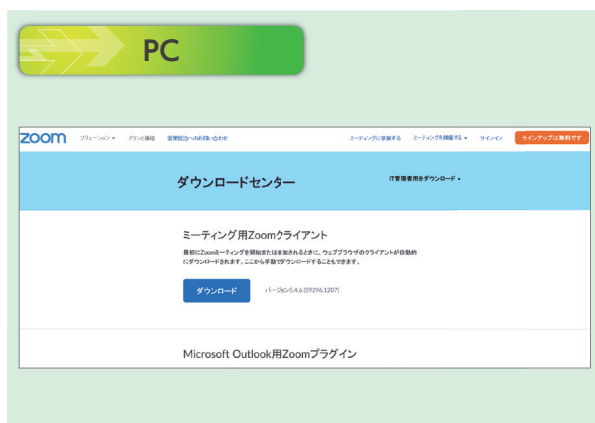 PC
zoom ソリューション プランと価格 営業担当へのお問い合わせ ミーティングに参加する ミーティングを開催する サインイン サインアップは無料です
ダウンロードセンター IT管理者用をダウンロード
ミーティング用Zoomクライアント
最初にZoomミーティングを開始または参加されるときに、ウェブブラウザのクライアントが自動的
にダウンロードされます。ここから手動でダウンロードすることもできます。
ダウンロード バージョン5.4.6 (59296.1207)
Microsoft Outlook用Zoomプラグイン